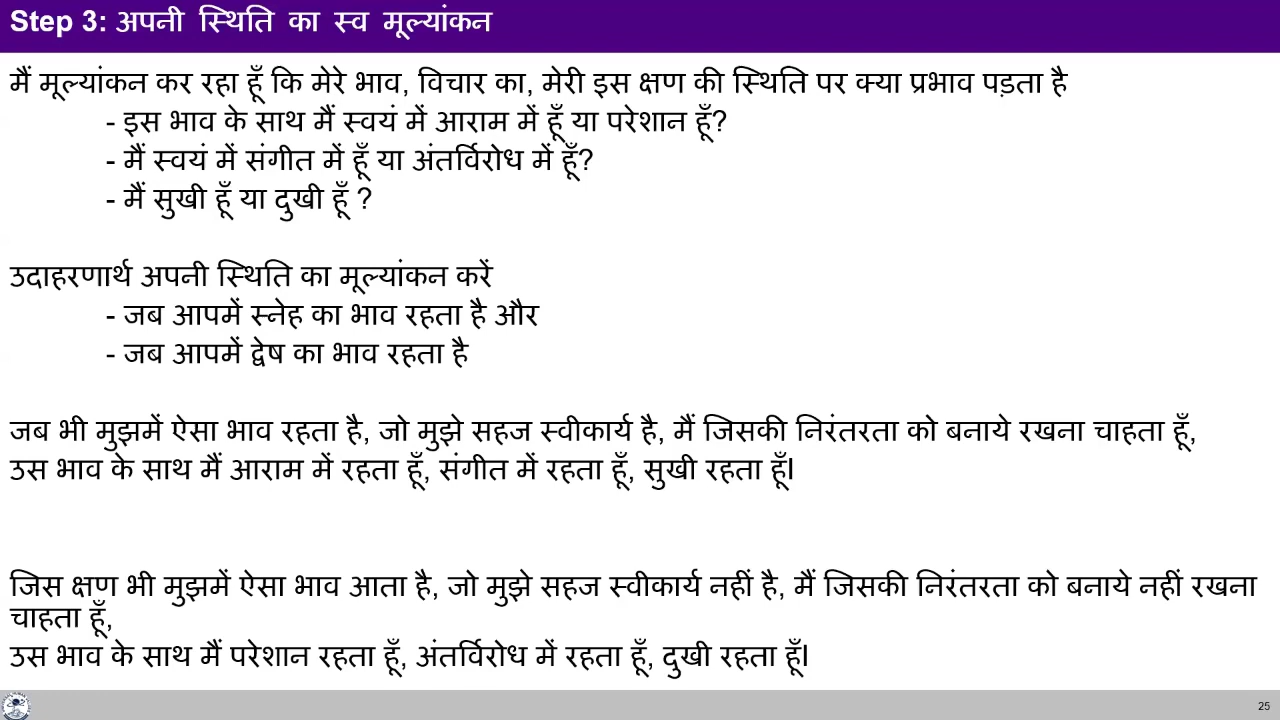 Step 3: अपनी स्थिति का स्व मूल्यांकन
मैं मूल्यांकन कर रहा हूँ कि मेरे भाव, विचार का, मेरी इस क्षण की स्थिति पर क्या प्रभाव पड़ता है
- इस भाव के साथ मैं स्वयं में आराम में हूँ या परेशान हूँ?
- मैं स्वयं में संगीत में हूँ या अंतर्विरोध में हूँ?
- मैं सुखी हूँ या दुखी हूँ ?
उदाहरणार्थ अपनी स्थिति का मूल्यांकन करें
- जब आपमें स्नेह का भाव रहता है और
- जब आपमें द्वेष का भाव रहता है
जब भी मुझमें ऐसा भाव रहता है, जो मुझे सहज स्वीकार्य है, मैं जिसकी निरंतरता को बनाये रखना चाहता हूँ,
उस भाव के साथ मैं आराम में रहता हूँ, संगीत में रहता हूँ, सुखी रहता हूँ।
जिस क्षण भी मुझमें ऐसा भाव आता है, जो मुझे सहज स्वीकार्य नहीं है, मैं जिसकी निरंतरता को बनाये नहीं रखना
चाहता हूँ,
उस भाव के साथ मैं परेशान रहता हूँ, अंतर्विरोध में रहता हूँ, दुखी रहता हूँ।
25